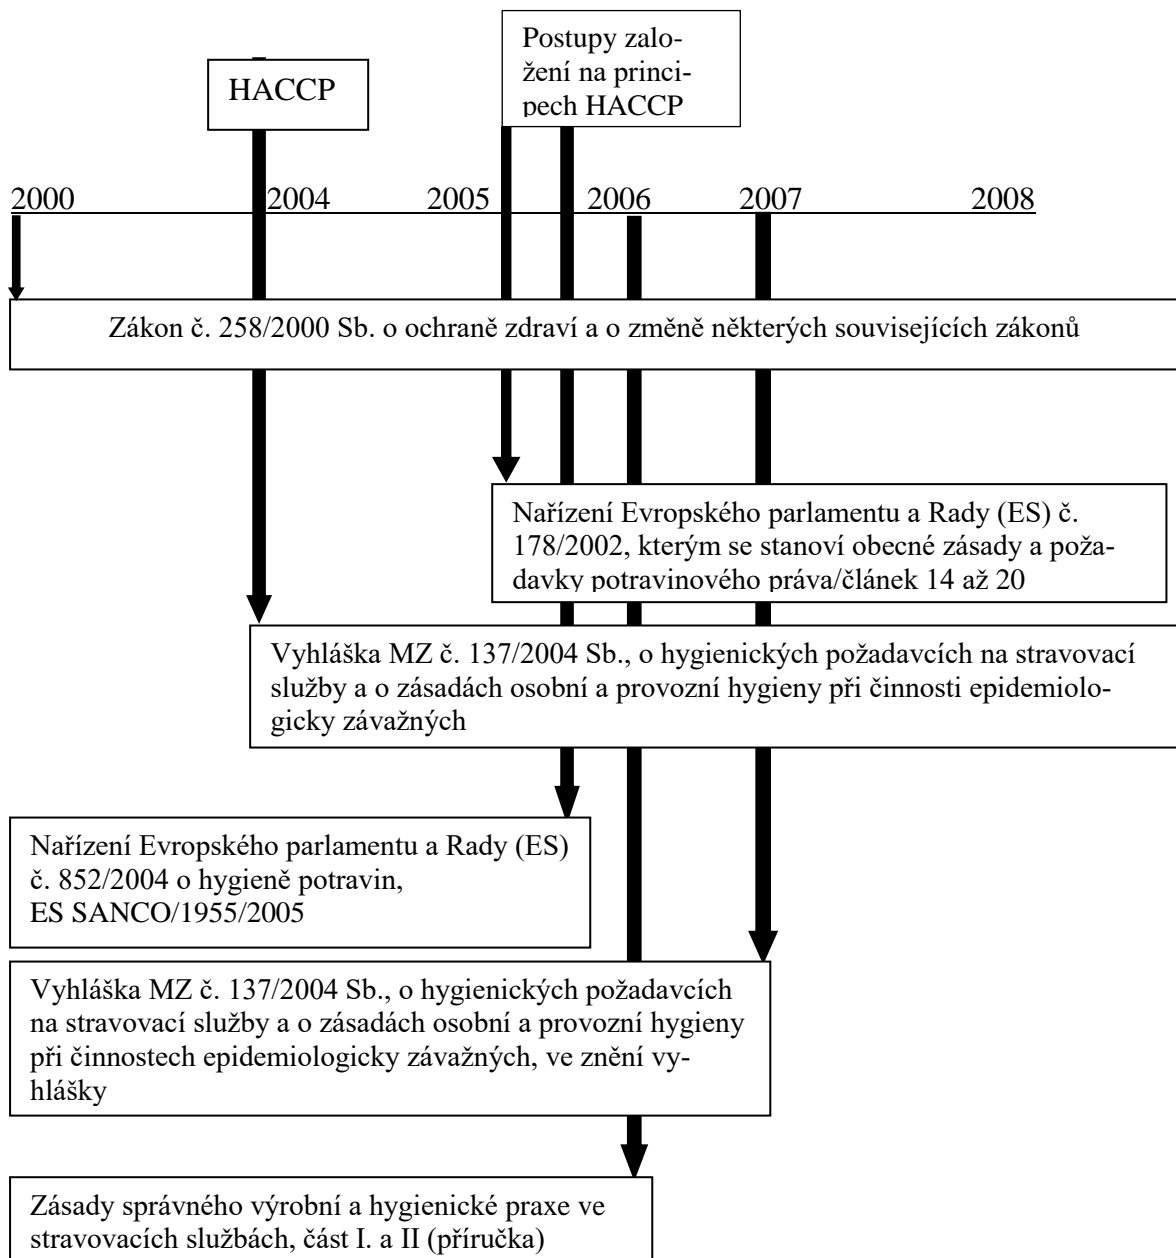 HACCP
Postupy zalo-
žení na princi-
pech HACCP
2000 2004 2005 2006 2007 2008
Zákon č. 258/2000 Sb. o ochraně zdraví a o změně některých souvisejících zákonů
Nařízení Evropského parlamentu a Rady (ES) č.
178/2002, kterým se stanoví obecné zásady a poža-
davky potravinového práva/článek 14 až 20
Vyhláška MZ č. 137/2004 Sb., o hygienických požadavcích na stravovací
služby a o zásadách osobní a provozní hygieny při činnosti epidemiolo-
gicky závažných
Nařízení Evropského parlamentu a Rady (ES)
č. 852/2004 o hygieně potravin,
ES SANCO/1955/2005
Vyhláška MZ č. 137/2004 Sb., o hygienických požadavcích
na stravovací služby a o zásadách osobní a provozní hygieny
při činnostech epidemiologicky závažných, ve znění vy-
hlášky
Zásady správného výrobní a hygienické praxe ve
stravovacích službách, část I. a II (příručka)